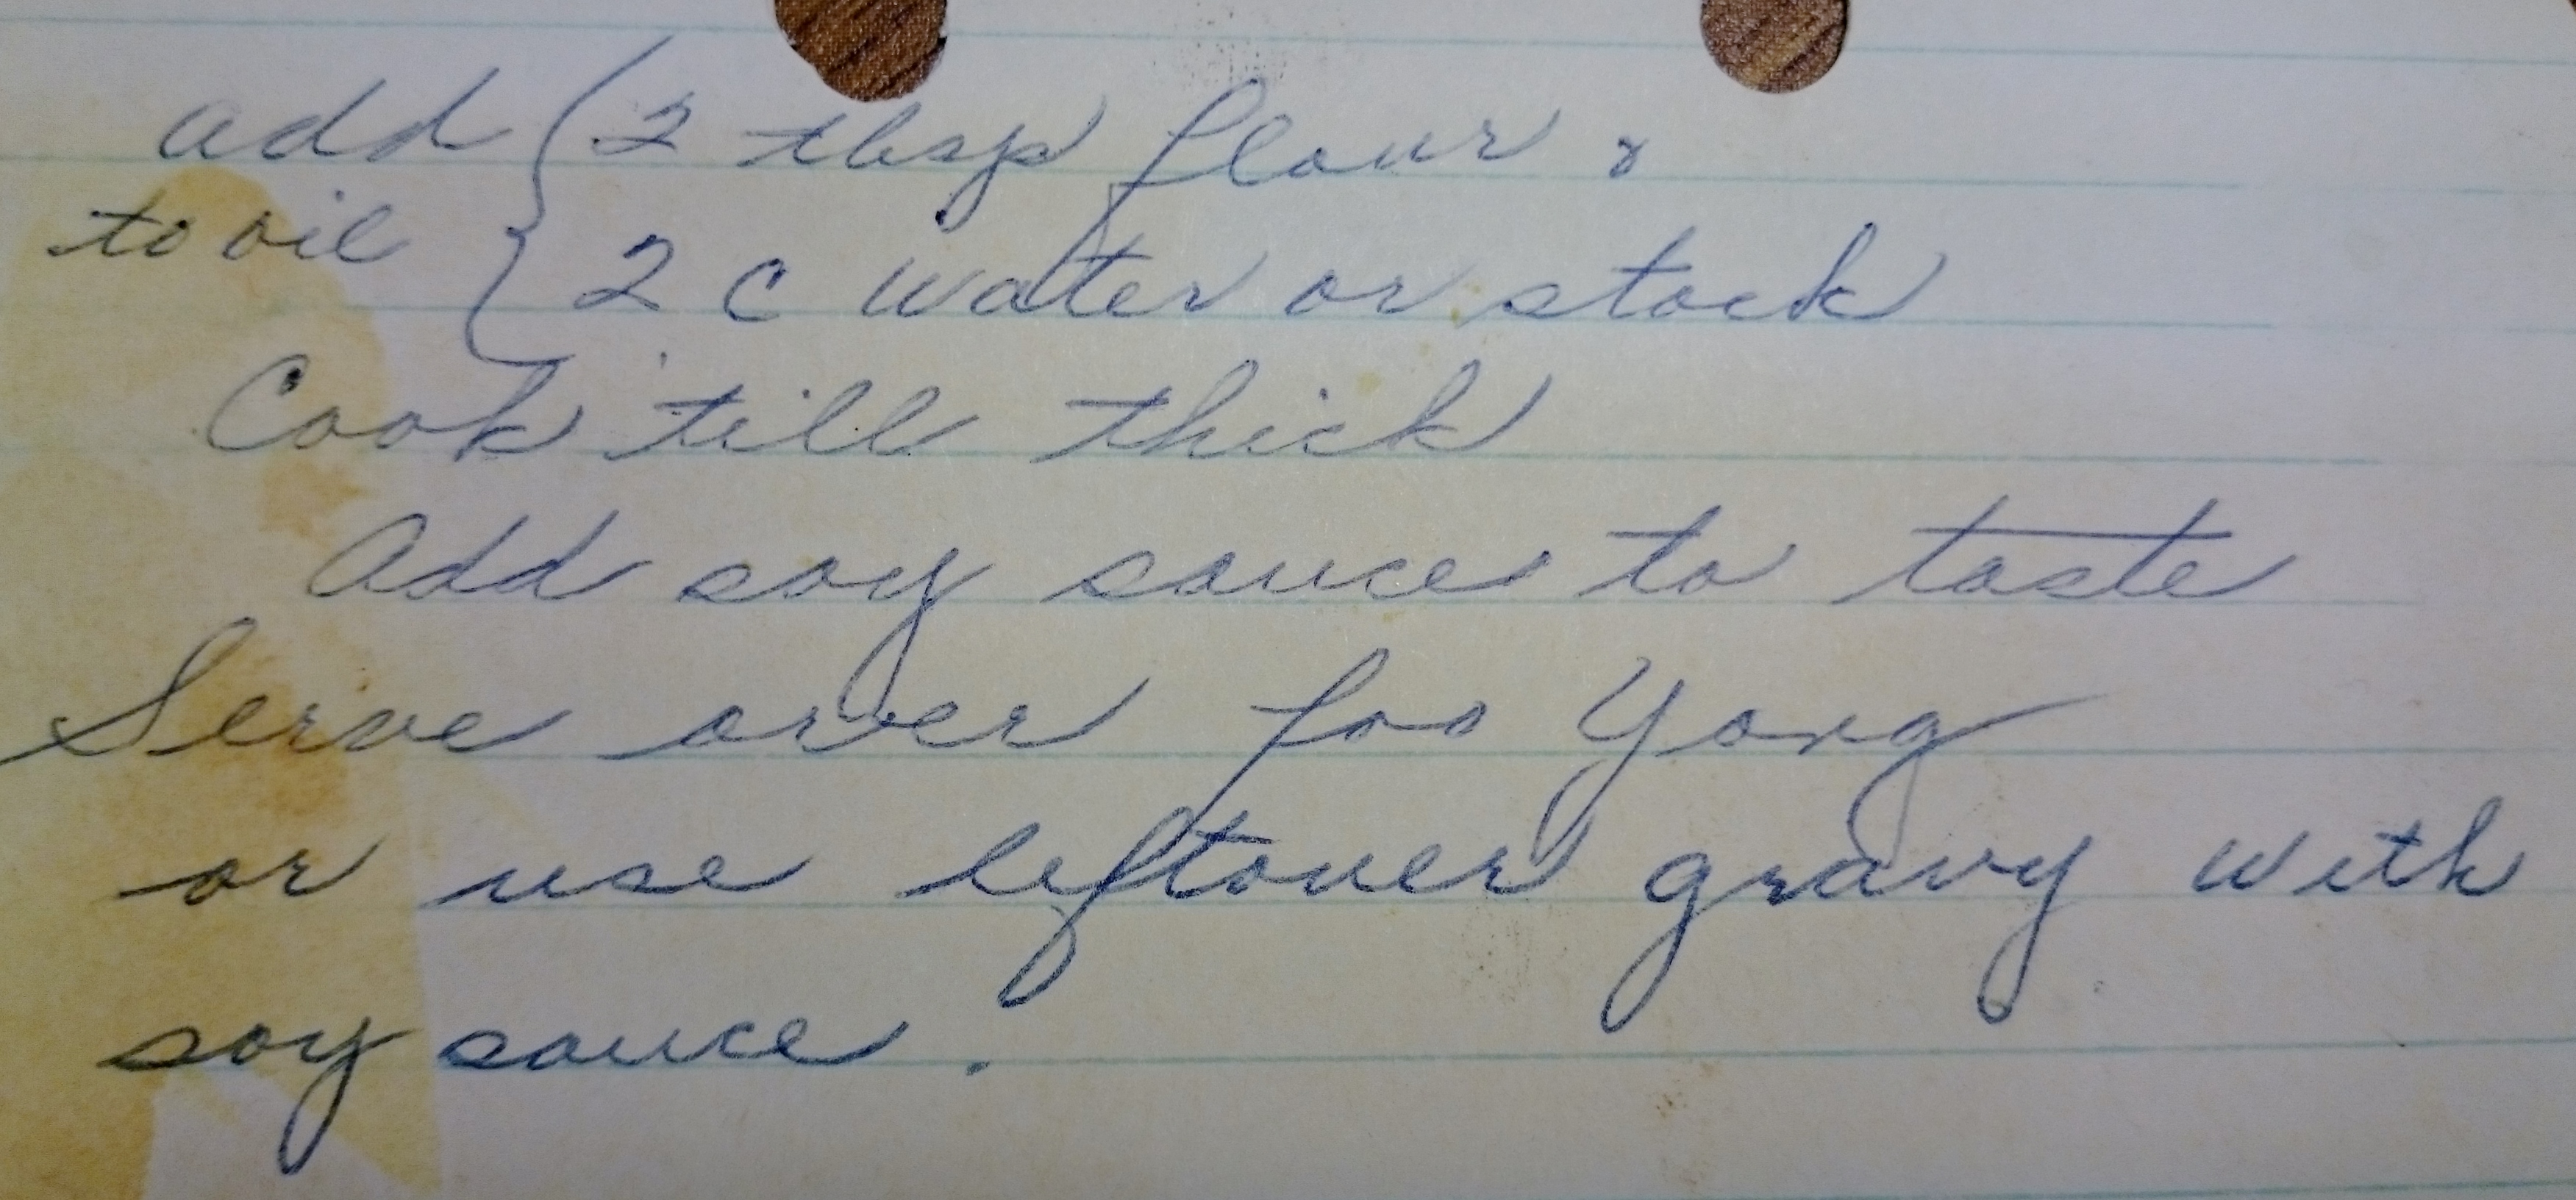 add { 2 tbsp flour &
to oil { 2 c water or stock
Cook till thick
Add soy sauce to taste
Serve over foo Yong
or use leftover gravy with
soy sauce.